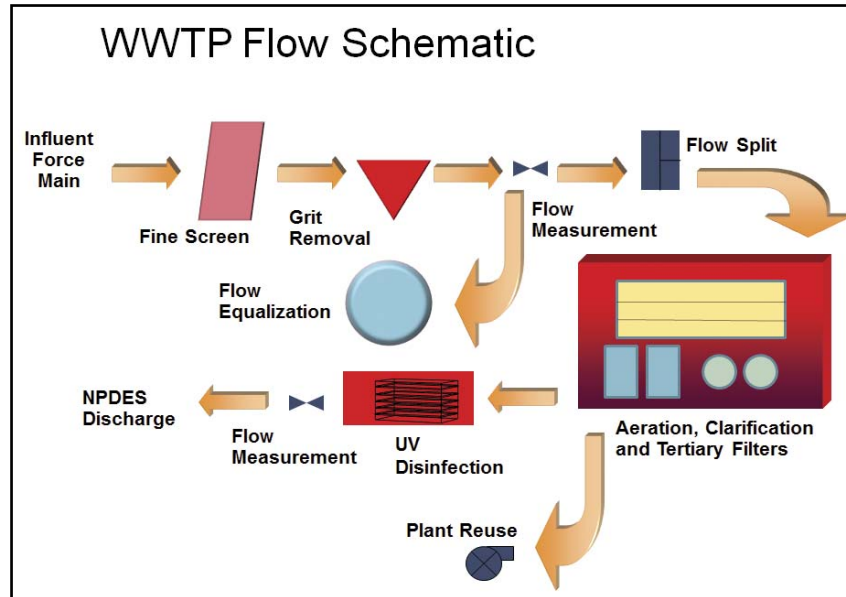 WWTP Flow Schematic
Influent
Force
Main
Fine Screen
Grit
Removal
Flow
Measurement
Flow Split
Flow
Equalization
Aeration, Clarification
and Tertiary Filters
UV
Disinfection
Flow
Measurement
NPDES
Discharge
Plant Reuse